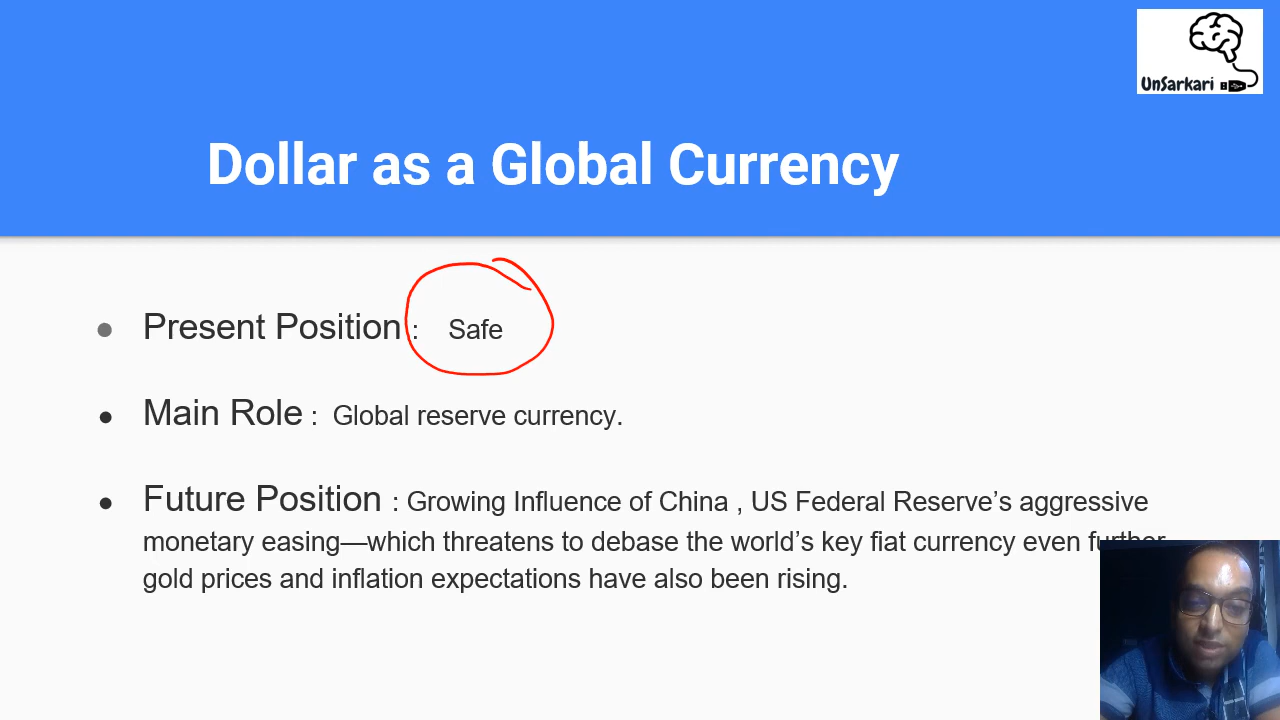 UnSarkari
Dollar as a Global Currency
Present Position : Safe
Main Role : Global reserve currency.
Future Position : Growing Influence of China , US Federal Reserve’s aggressive
monetary easing—which threatens to debase the world’s key fiat currency even further
gold prices and inflation expectations have also been rising.